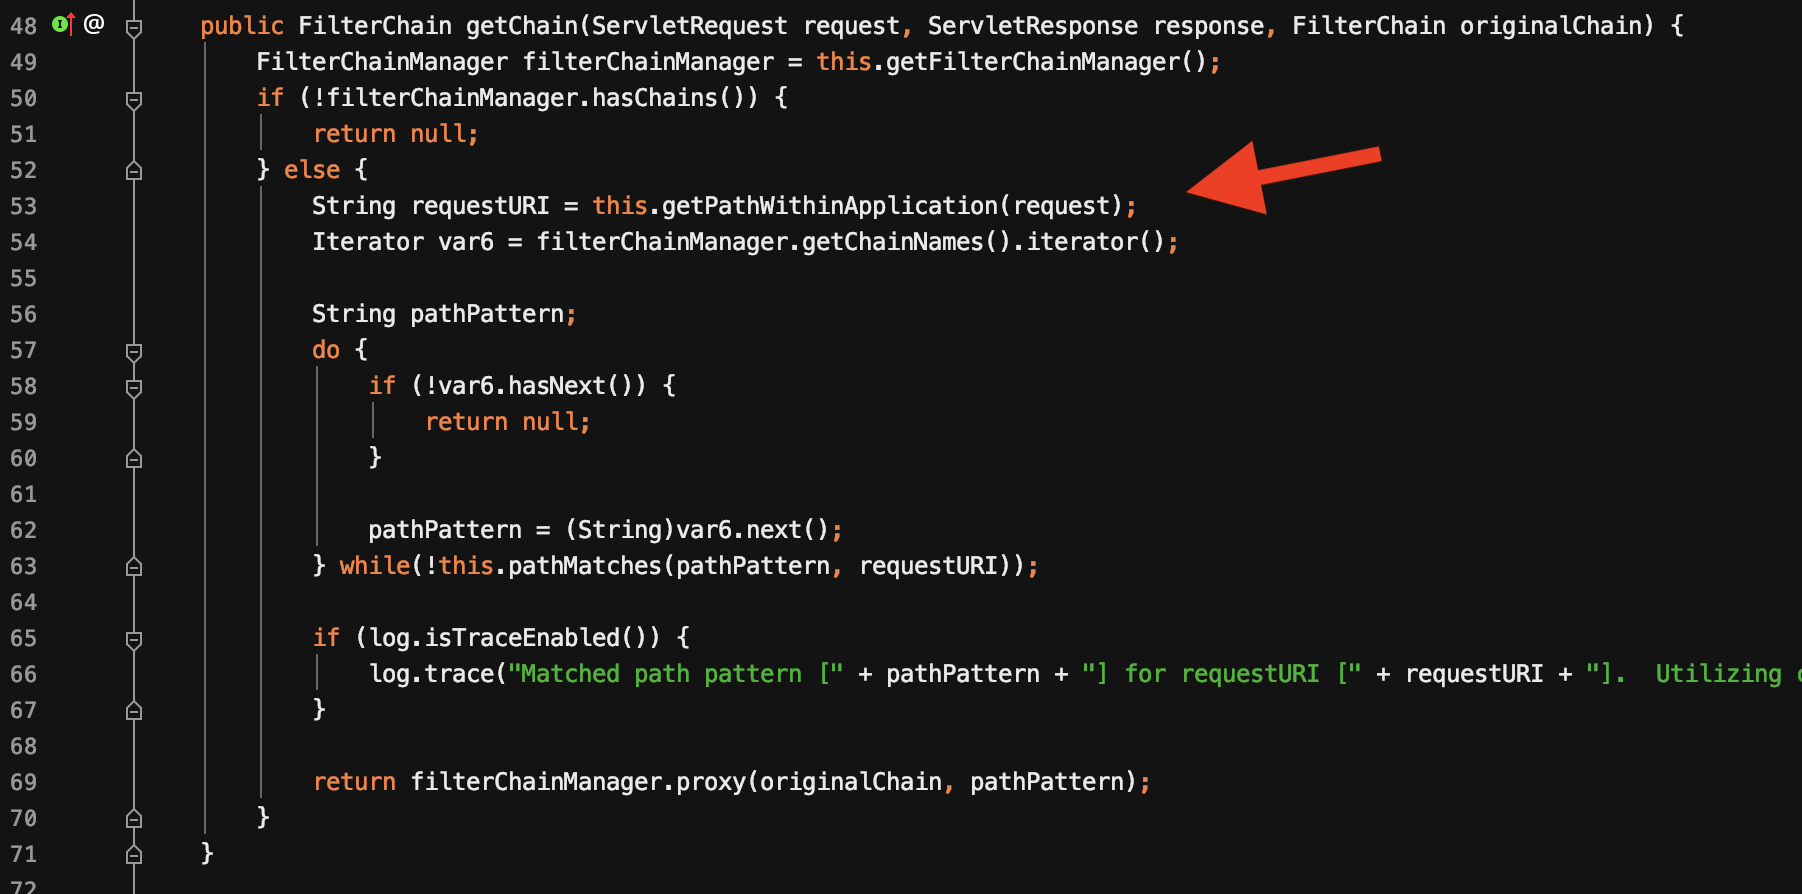 48 @ public FilterChain getChain(ServletRequest request, ServletResponse response, FilterChain originalChain) {
49 FilterChainManager filterChainManager = this.getFilterChainManager();
50 if (!filterChainManager.hasChains()) {
51 return null;
52 } else {
53 String requestURI = this.getPathWithinApplication(request);
54 Iterator var6 = filterChainManager.getChainNames().iterator();
55
56 String pathPattern;
57 do {
58 if (!var6.hasNext()) {
59 return null;
60 }
61
62 pathPattern = (String)var6.next();
63 } while(!this.pathMatches(pathPattern, requestURI));
64
65 if (log.isTraceEnabled()) {
66 log.trace("Matched path pattern [" + pathPattern + "] for requestURI [" + requestURI + "].  Utilizing
67 }
68
69 return filterChainManager.proxy(originalChain, pathPattern);
70 }
71 }
72